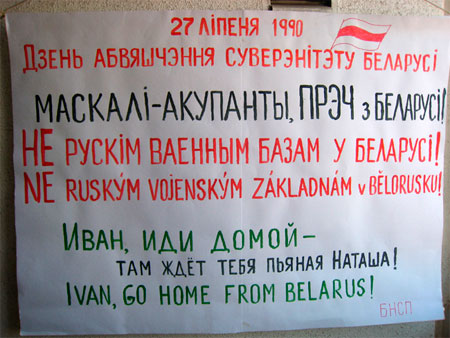 27 ЛІПЕНЯ 1990
ДЗЕНЬ АБВЯШЧЭННЯ СУВЕРЭНІТЭТУ БЕЛАРУСІ
МАСКАЛІ-АКУПАНТЫ, ПРЭЧ З БЕЛАРУСІ!
НЕ РУСКІМ ВАЕННЫМ БАЗАМ У БЕЛАРУСІ!
NE RUSKÝM VOJENSKÝM ZÁKLADNÁM V BĚLORUSKU!
ИВАН, ИДИ ДОМОЙ –
ТАМ ЖДЁТ ТЕБЯ ПЬЯНАЯ НАТАША!
IVAN, GO HOME FROM BELARUS!
БНСП